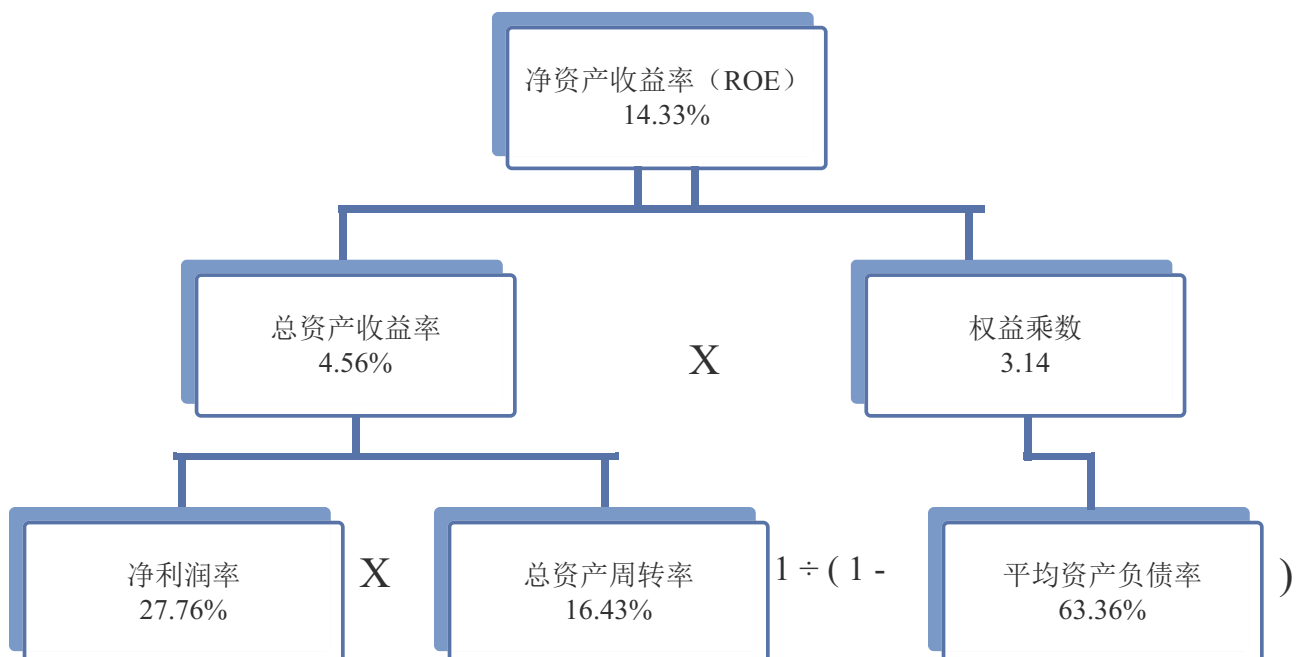 净资产收益率（ROE）
14.33%
总资产收益率
4.56%
X
权益乘数
3.14
净利润率
27.76%
X
总资产周转率
16.43%
1 ÷ ( 1 -
平均资产负债率
63.36%
)